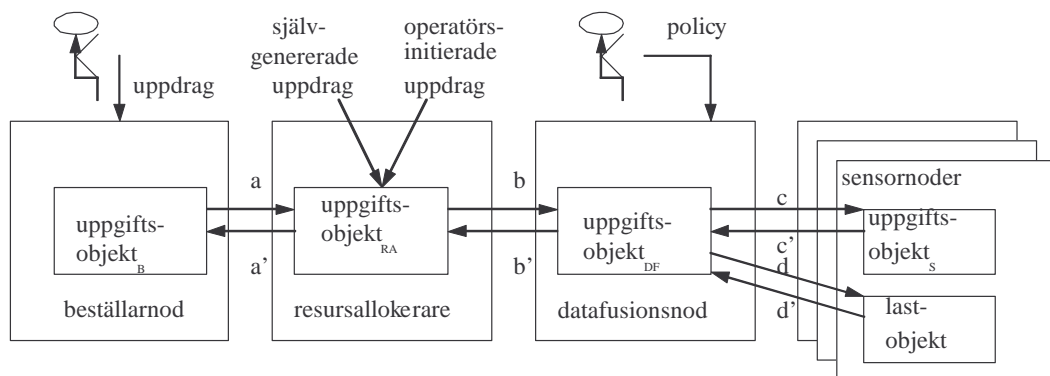 själv-
genererade
uppdrag
operatörs-
initierade
uppdrag
policy
uppdrag
a
b
c
sensornoder
uppgifts-
objekt B
uppgifts-
objekt RA
uppgifts-
objekt DF
uppgifts-
objekt S
a’
b’
c’
d
d’
last-
objekt
beställarnod
resursallokerare
datafusionsnod